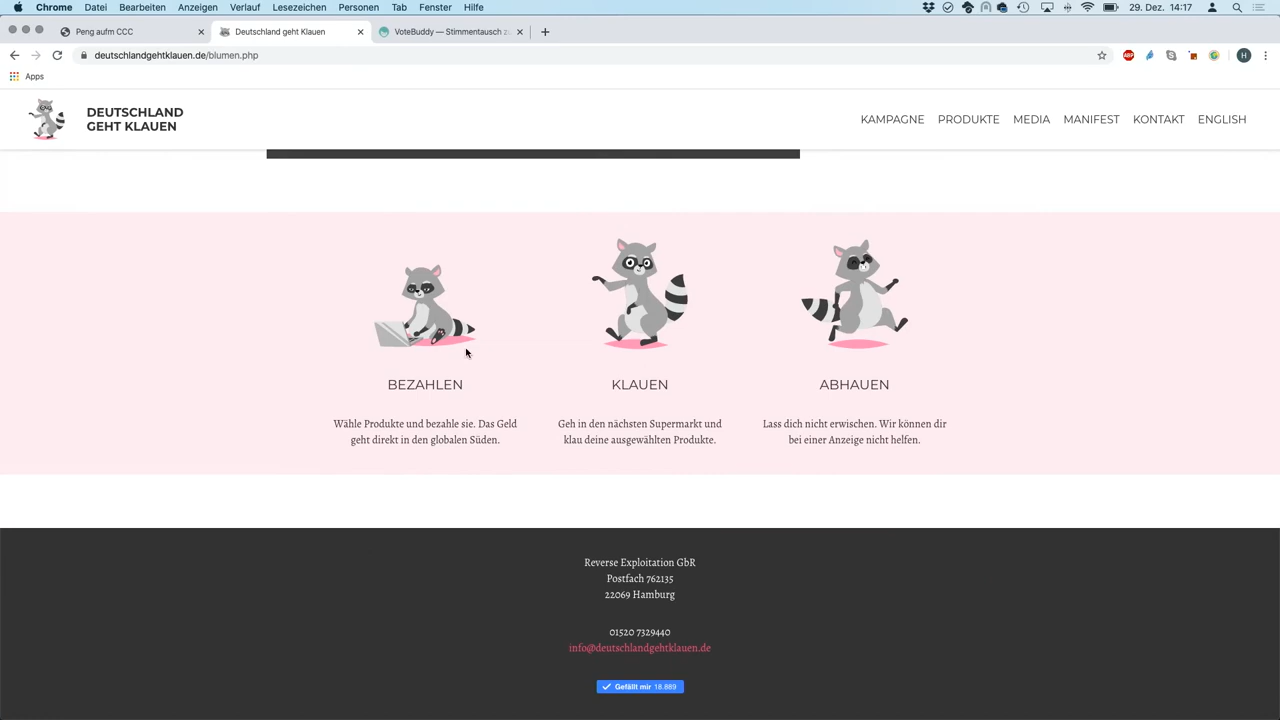 Chrome Datei Bearbeiten Anzeigen Verlauf Lesezeichen Personen Tab Fenster Hilfe 29. Dez. 14:17
Peng aufm CCC Deutschland geht Klauen VoteBuddy — Stimmentausch
deutschlandgehtklauen.de/blumen.php ABP H
Apps
DEUTSCHLAND
GEHT KLAUEN
KAMPAGNE PRODUKTE MEDIA MANIFEST KONTAKT ENGLISH
BEZAHLEN KLAUEN ABHAUEN
Wähle Produkte und bezahle sie. Das Geld Geh in den nächsten Supermarkt und Lass dich nicht erwischen. Wir können dir
geht direkt in den globalen Süden. klau deine ausgewählten Produkte. bei einer Anzeige nicht helfen.
Reverse Exploitation GbR
Postfach 762135
22069 Hamburg
01520 7329440
info@deutschlandgehtklauen.de
Gefällt mir 18.889